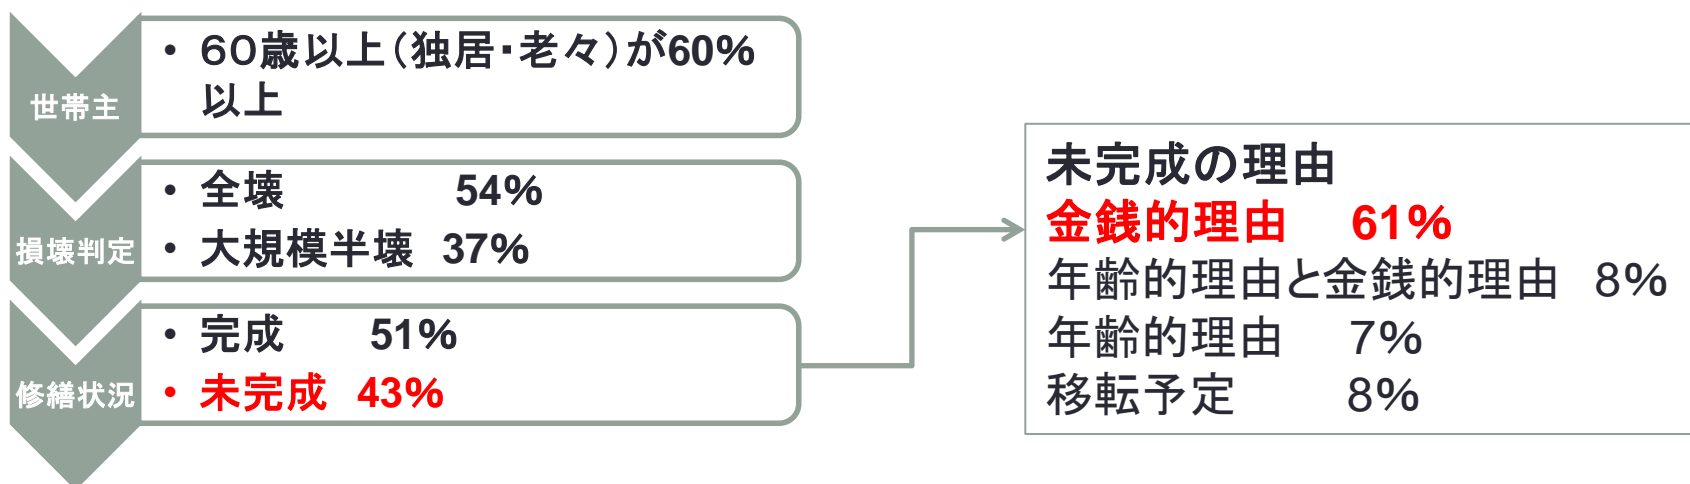 世帯主
• 60歳以上(独居・老々)が60%
以上
損壊判定
• 全壊 54%
• 大規模半壊 37%
修繕状況
• 完成 51%
• 未完成 43%
未完成の理由
金銭的理由 61%
年齢的理由と金銭的理由 8%
年齢的理由 7%
移転予定 8%